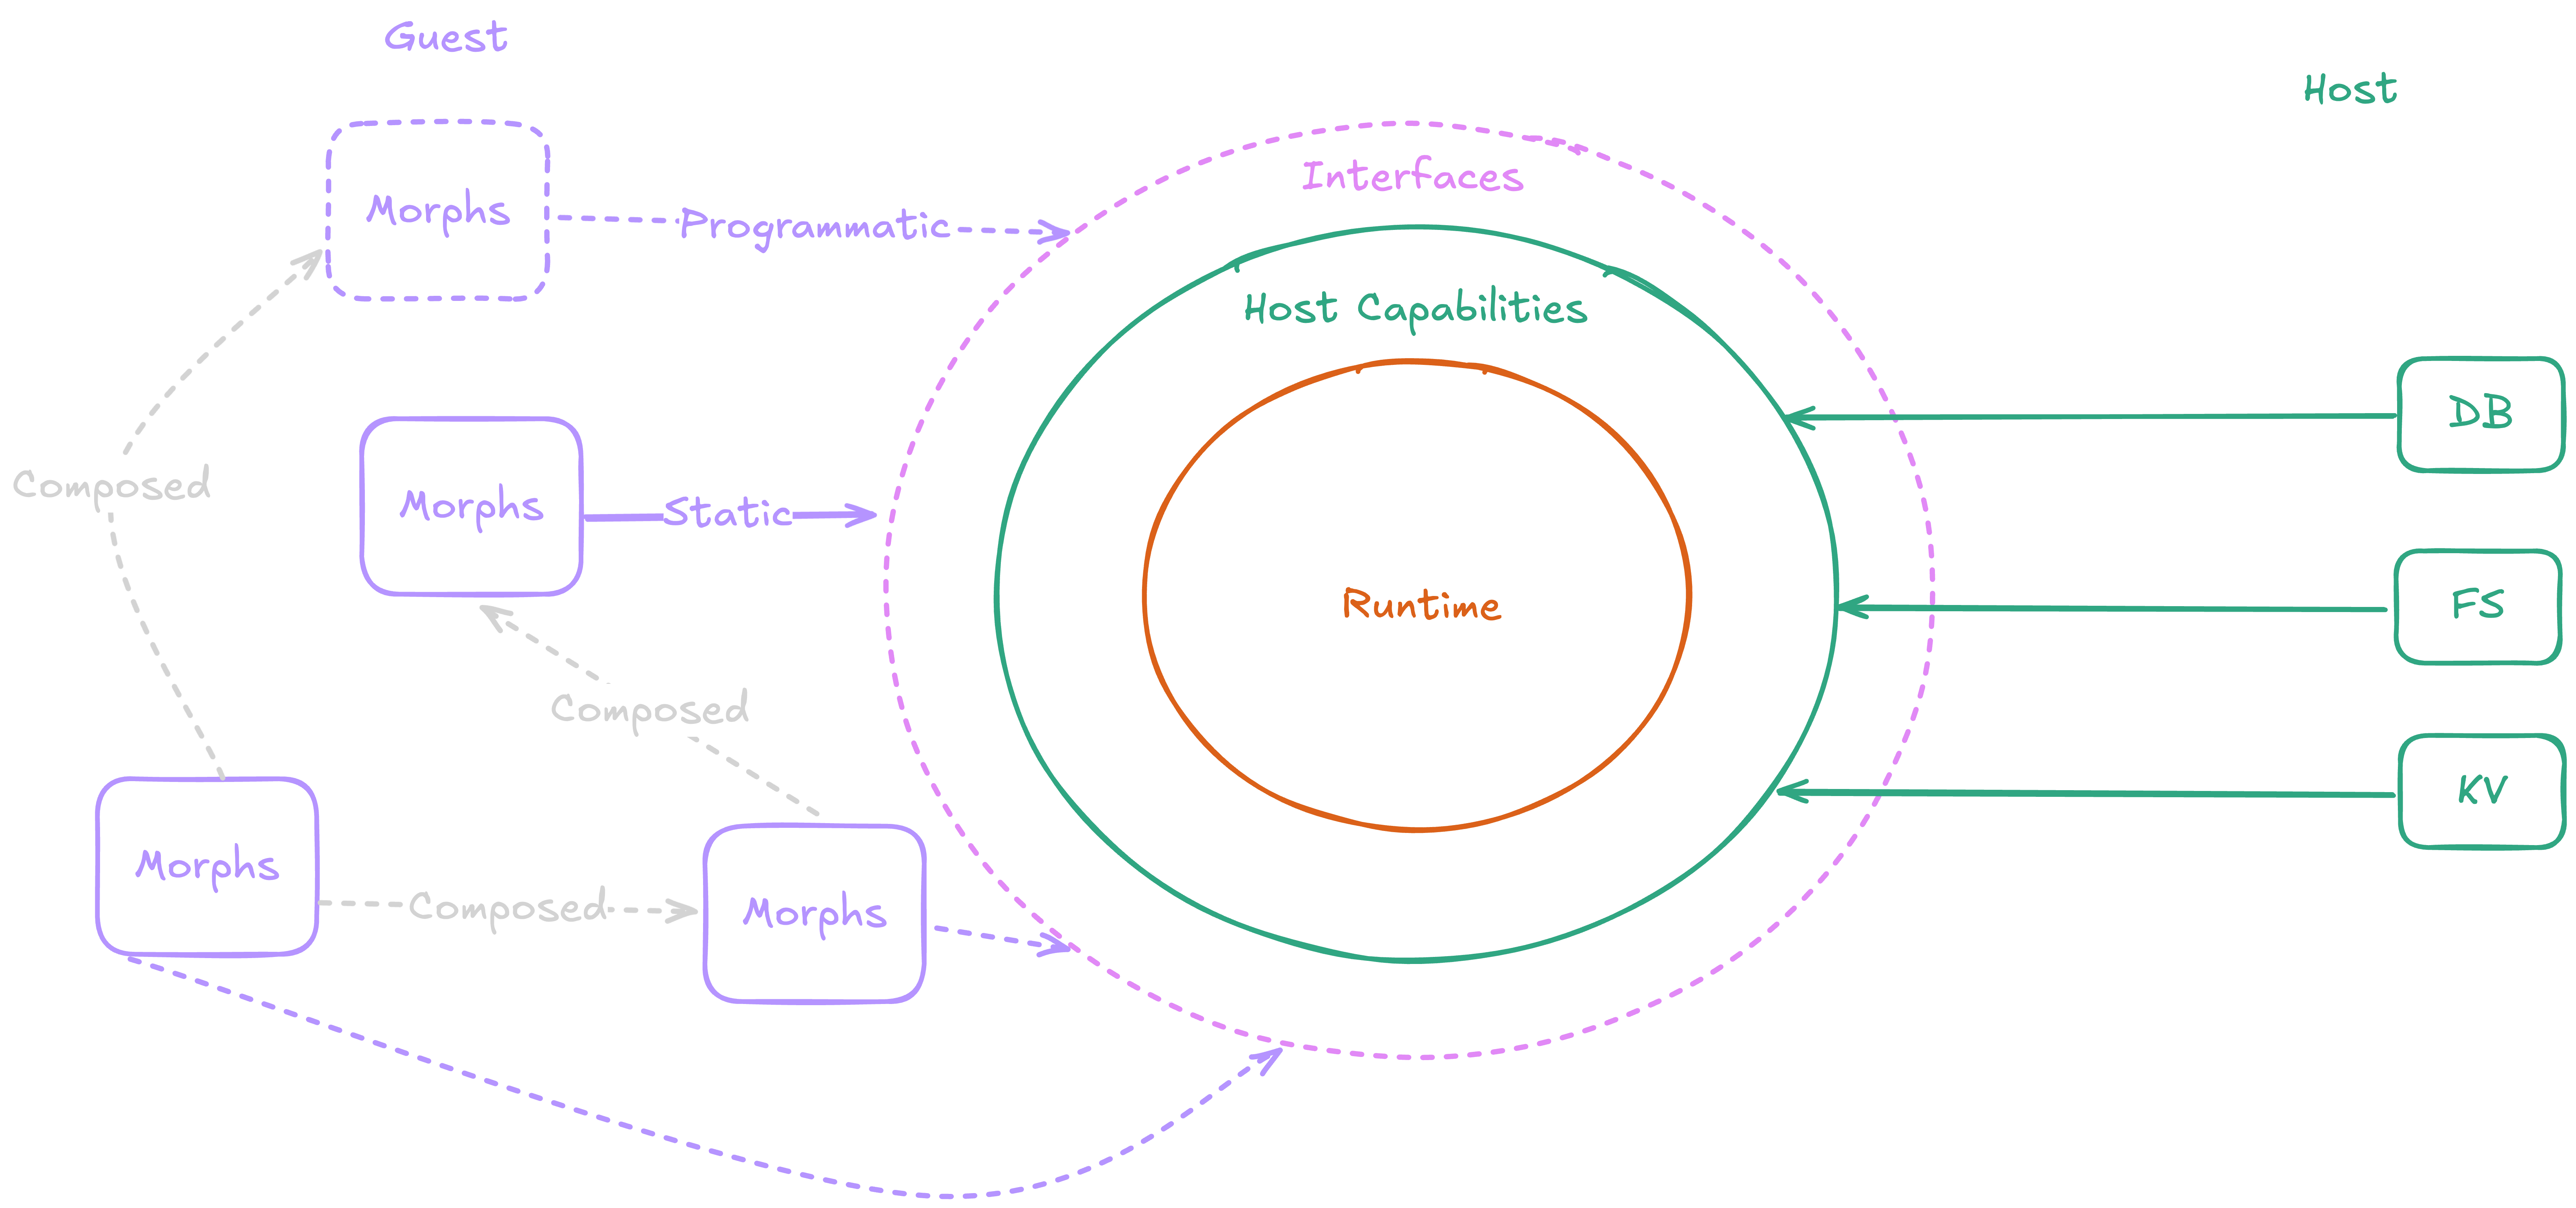 Guest
Host
Morphs
Programmatic
Interfaces
Host Capabilities
DB
Composed
Morphs
Static
Runtime
FS
Composed
KV
Morphs
Composed
Morphs